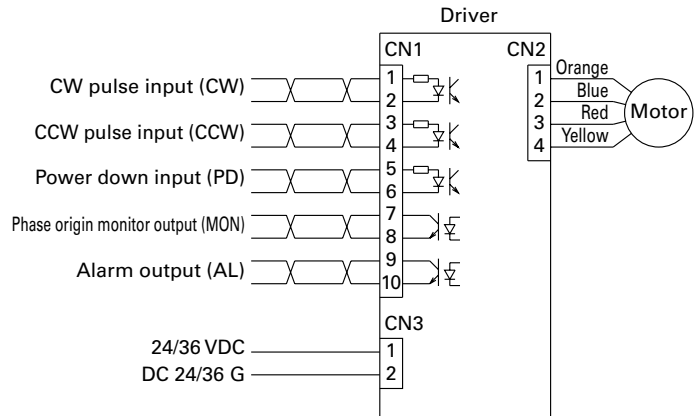 Driver
CN1
CN2
CW pulse input (CW)
1
2
CCW pulse input (CCW)
3
4
Power down input (PD)
5
6
Phase origin monitor output (MON)
7
8
Alarm output (AL)
9
10
1 Orange
2 Blue
3 Red
4 Yellow
Motor
CN3
24/36 VDC 1
DC 24/36 G 2